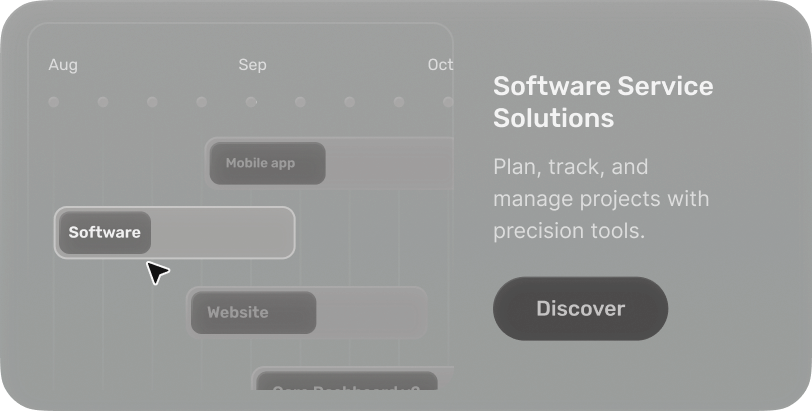 Aug Sep Oct
Mobile app
Software
Website
Software Service
Solutions
Plan, track, and
manage projects with
precision tools.
Discover